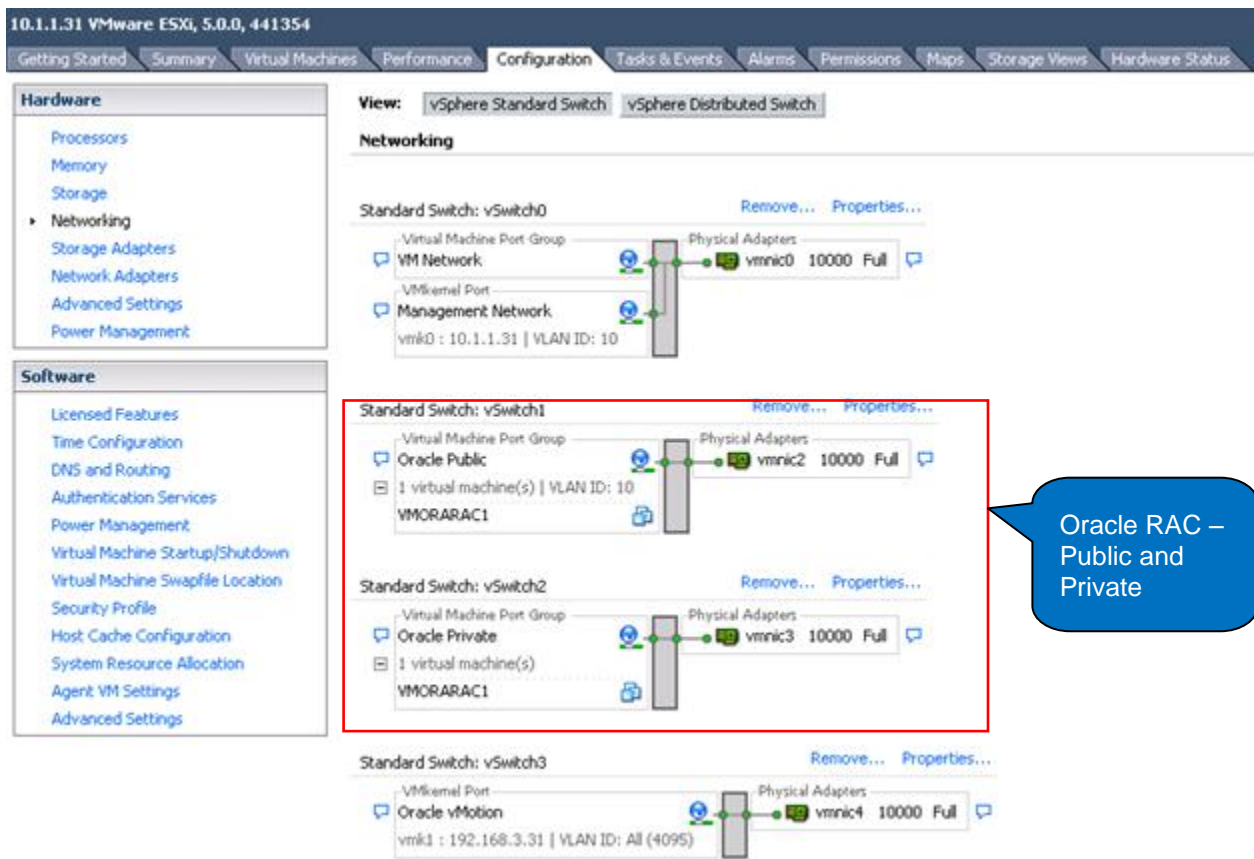 10.1.1.31 VMware ESXi, 5.0.0, 441354
Getting Started Summary Virtual Machines Performance Configuration Tasks & Events Alarms Permissions Maps Storage Views Hardware Status
Hardware
Processors
Memory
Storage
Networking
Storage Adapters
Network Adapters
Advanced Settings
Power Management
Software
Licensed Features
Time Configuration
DNS and Routing
Authentication Services
Power Management
Virtual Machine Startup/Shutdown
Virtual Machine Swapfile Location
Security Profile
Host Cache Configuration
System Resource Allocation
Agent VM Settings
Advanced Settings
View: vSphere Standard Switch vSphere Distributed Switch
Networking
Standard Switch: vSwitch0 Remove... Properties...
Virtual Machine Port Group Physical Adapters
VM Network vmnic0 10000 Full
VMkernel Port
Management Network
vmk0 : 10.1.1.31 | VLAN ID: 10
Standard Switch: vSwitch1 Remove... Properties...
Virtual Machine Port Group Physical Adapters
Oracle Public vmnic2 10000 Full
1 virtual machine(s) | VLAN ID: 10
VMORARAC1
Standard Switch: vSwitch2 Remove... Properties...
Virtual Machine Port Group Physical Adapters
Oracle Private vmnic3 10000 Full
1 virtual machine(s)
VMORARAC1
Oracle RAC –
Public and
Private
Standard Switch: vSwitch3 Remove... Properties...
VMkernel Port Physical Adapters
Oracle vMotion vmnic4 10000 Full
vmk1 : 192.168.3.31 | VLAN ID: All (4095)